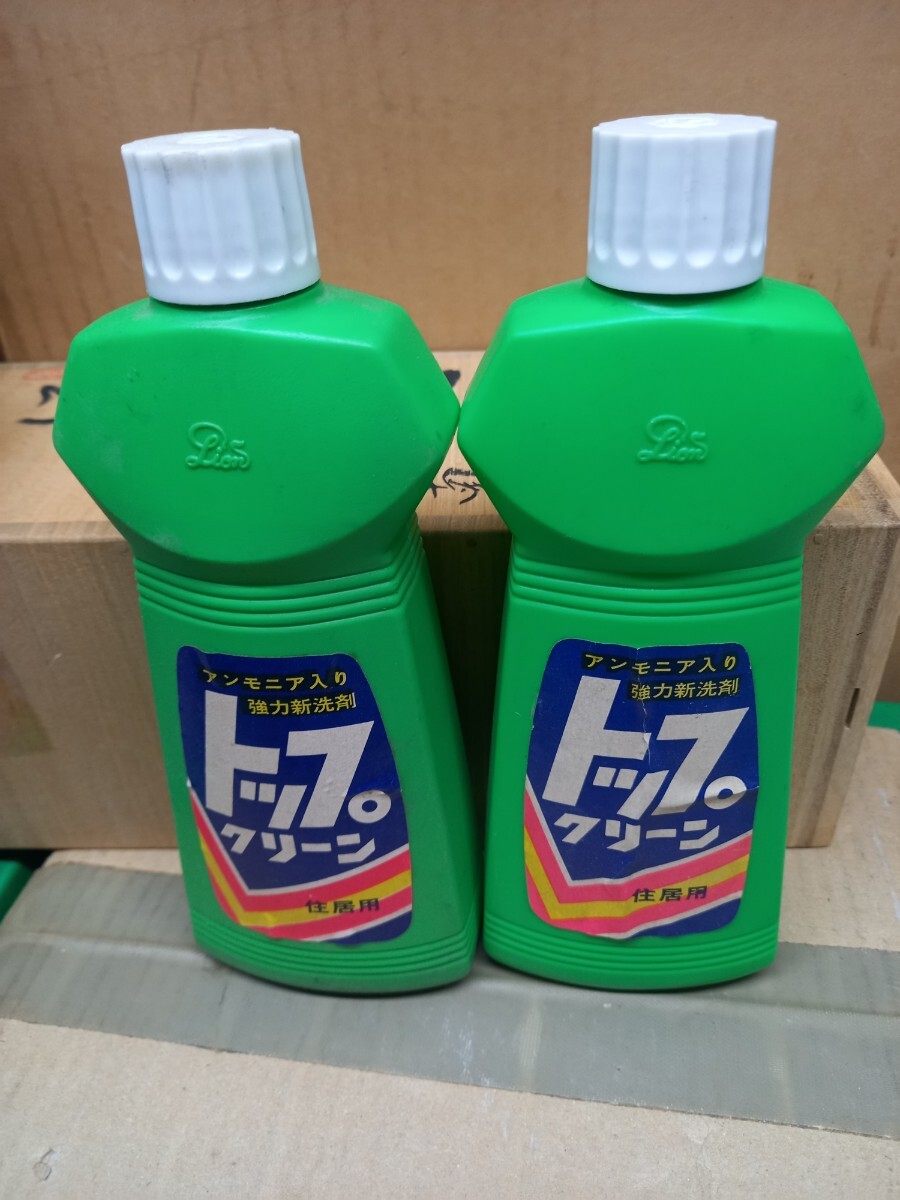 Lion
アンモニア入り
強力新洗剤
トップ
クリーン
住居用
Lion
アンモニア入り
強力新洗剤
トップ
クリーン
住居用